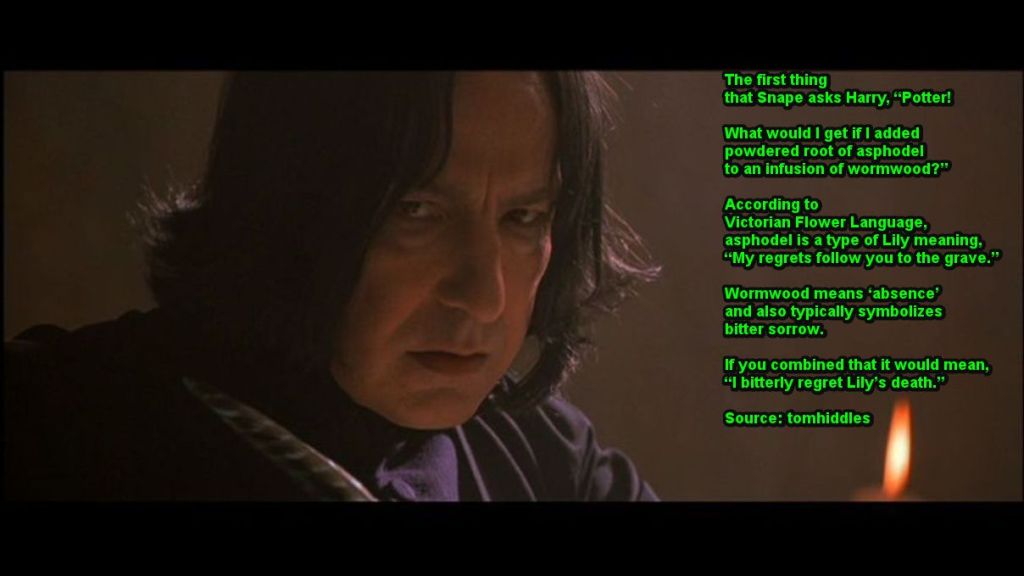 The first thing
that Snape asks Harry, “Potter!
What would I get if I added
powdered root of asphodel
to an infusion of wormwood?”
According to
Victorian Flower Language,
asphodel is a type of Lily meaning,
“My regrets follow you to the grave.”
Wormwood means ‘absence’
and also typically symbolizes
bitter sorrow.
If you combined that it would mean,
“I bitterly regret Lily’s death.”
Source: tomhiddles